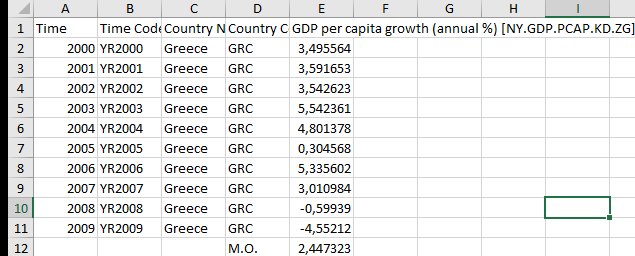 A B C D E F G H I
1 Time Time Code Country N Country C GDP per capita growth (annual %) [NY.GDP.PCAP.KD.ZG]
2 2000 YR2000 Greece GRC 3,495564
3 2001 YR2001 Greece GRC 3,591653
4 2002 YR2002 Greece GRC 3,542623
5 2003 YR2003 Greece GRC 5,542361
6 2004 YR2004 Greece GRC 4,801378
7 2005 YR2005 Greece GRC 0,304568
8 2006 YR2006 Greece GRC 5,335602
9 2007 YR2007 Greece GRC 3,010984
10 2008 YR2008 Greece GRC -0,59939
11 2009 YR2009 Greece GRC -4,55212
12 M.O. 2,447323